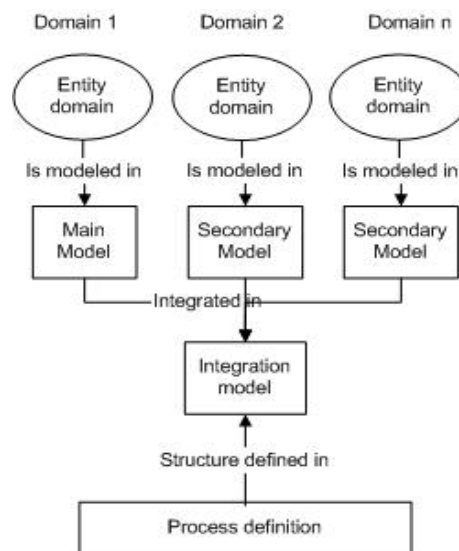 Domain 1 Domain 2 Domain n
Entity domain Entity domain Entity domain
Is modeled in Is modeled in Is modeled in
Main Model Secondary Model Secondary Model
Integrated in
Integration
model
Structure defined in
Process definition